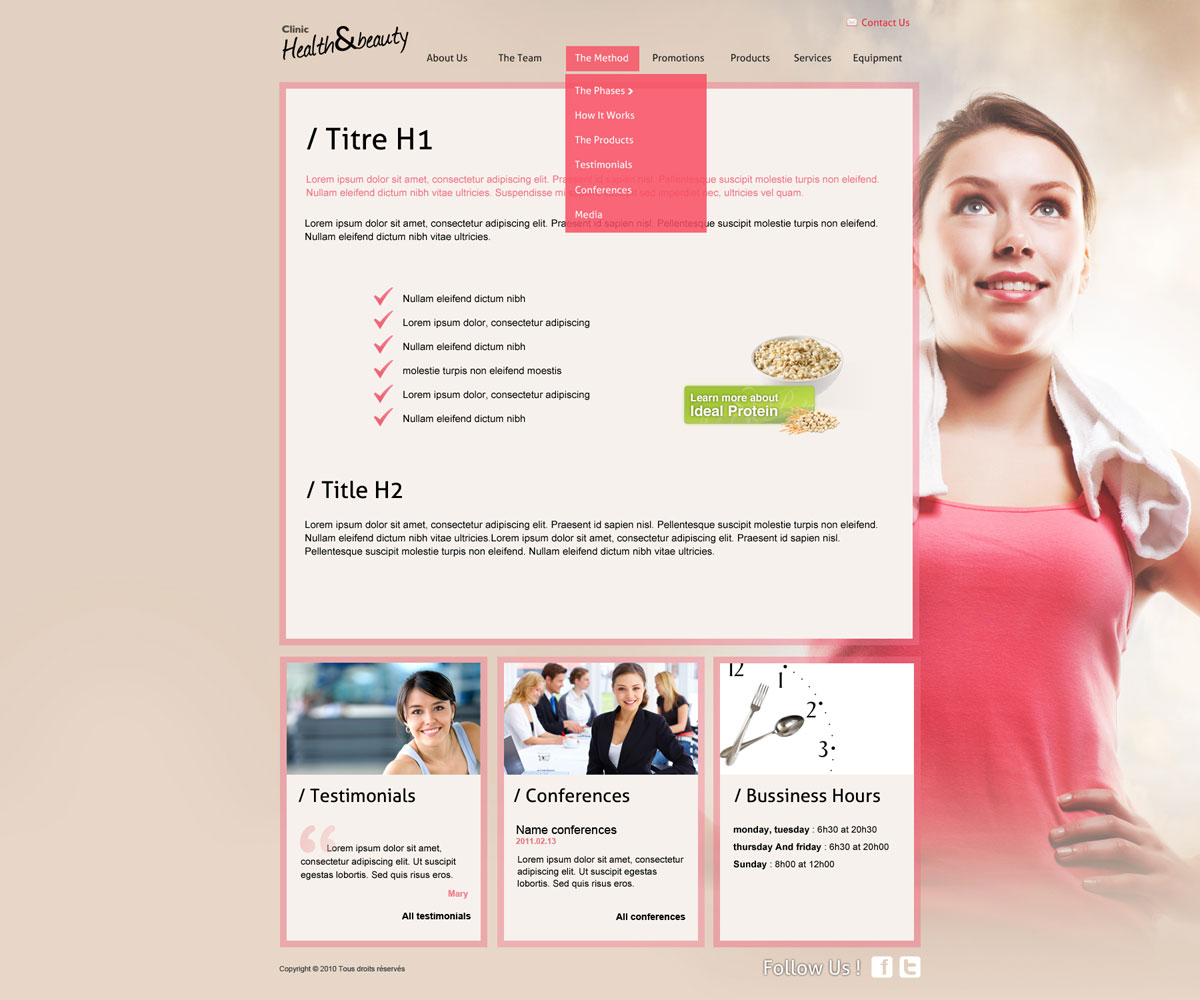 Clinic
Health&beauty
Contact Us
About Us The Team The Method Promotions Products Services Equipment
The Phases
How It Works
The Products
Testimonials
Conferences
Media
/ Titre H1
Lorem ipsum dolor sit amet, consectetur adipiscing elit. Praesent id sapien nisl. Pellentesque suscipit molestie turpis non eleifend.
Nullam eleifend dictum nibh vitae ultricies. Suspendisse sed imperdiet nec, ultricies vel quam.
Lorem ipsum dolor sit amet, consectetur adipiscing elit. Praesent id sapien nisl. Pellentesque suscipit molestie turpis non eleifend.
Nullam eleifend dictum nibh vitae ultricies.
Nullam eleifend dictum nibh
Lorem ipsum dolor, consectetur adipiscing
Nullam eleifend dictum nibh
molestie turpis non eleifend moestis
Lorem ipsum dolor, consectetur adipiscing
Nullam eleifend dictum nibh
Learn more about
Ideal Protein
/ Title H2
Lorem ipsum dolor sit amet, consectetur adipiscing elit. Praesent id sapien nisl. Pellentesque suscipit molestie turpis non eleifend.
Nullam eleifend dictum nibh vitae ultricies.Lorem ipsum dolor sit amet, consectetur adipiscing elit. Praesent id sapien nisl.
Pellentesque suscipit molestie turpis non eleifend. Nullam eleifend dictum nibh vitae ultricies.
/ Testimonials
“ Lorem ipsum dolor sit amet,
consectetur adipiscing elit. Ut suscipit
egestas lobortis. Sed quis risus eros.
Mary
All testimonials
/ Conferences
Name conferences
2011.02.13
Lorem ipsum dolor sit amet, consectetur
adipiscing elit. Ut suscipit egestas
lobortis. Sed quis risus eros.
All conferences
12
1
2
3
/ Bussiness Hours
monday, tuesday : 6h30 at 20h30
thursday And friday : 6h30 at 20h00
Sunday : 8h00 at 12h00
Copyright © 2010 Tous droits réservés
Follow Us ! f t